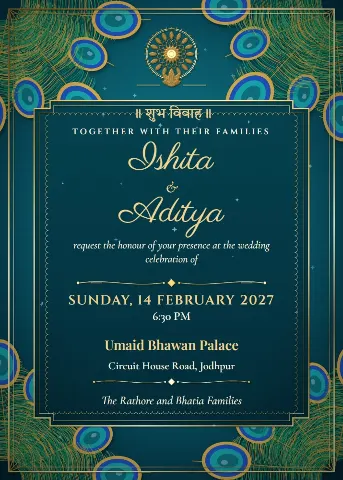 ॥ शुभ विवाह ॥
TOGETHER WITH THEIR FAMILIES
Ishita
&
Aditya
request the honour of your presence at the wedding
celebration of
SUNDAY, 14 FEBRUARY 2027
6:30 PM
Umaid Bhawan Palace
Circuit House Road, Jodhpur
The Rathore and Bharia Families